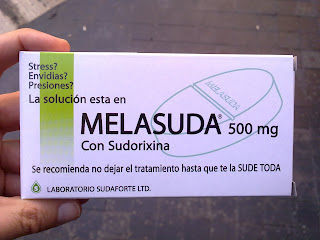 Stress?
Envidias?
Presiones?
La solución esta en
MELASUDA
MELASUDA® 500 mg
Con Sudorixina
Se recomienda no dejar el tratamiento hasta que te la SUDE TODA
LABORATORIO SUDAFORTE LTD.